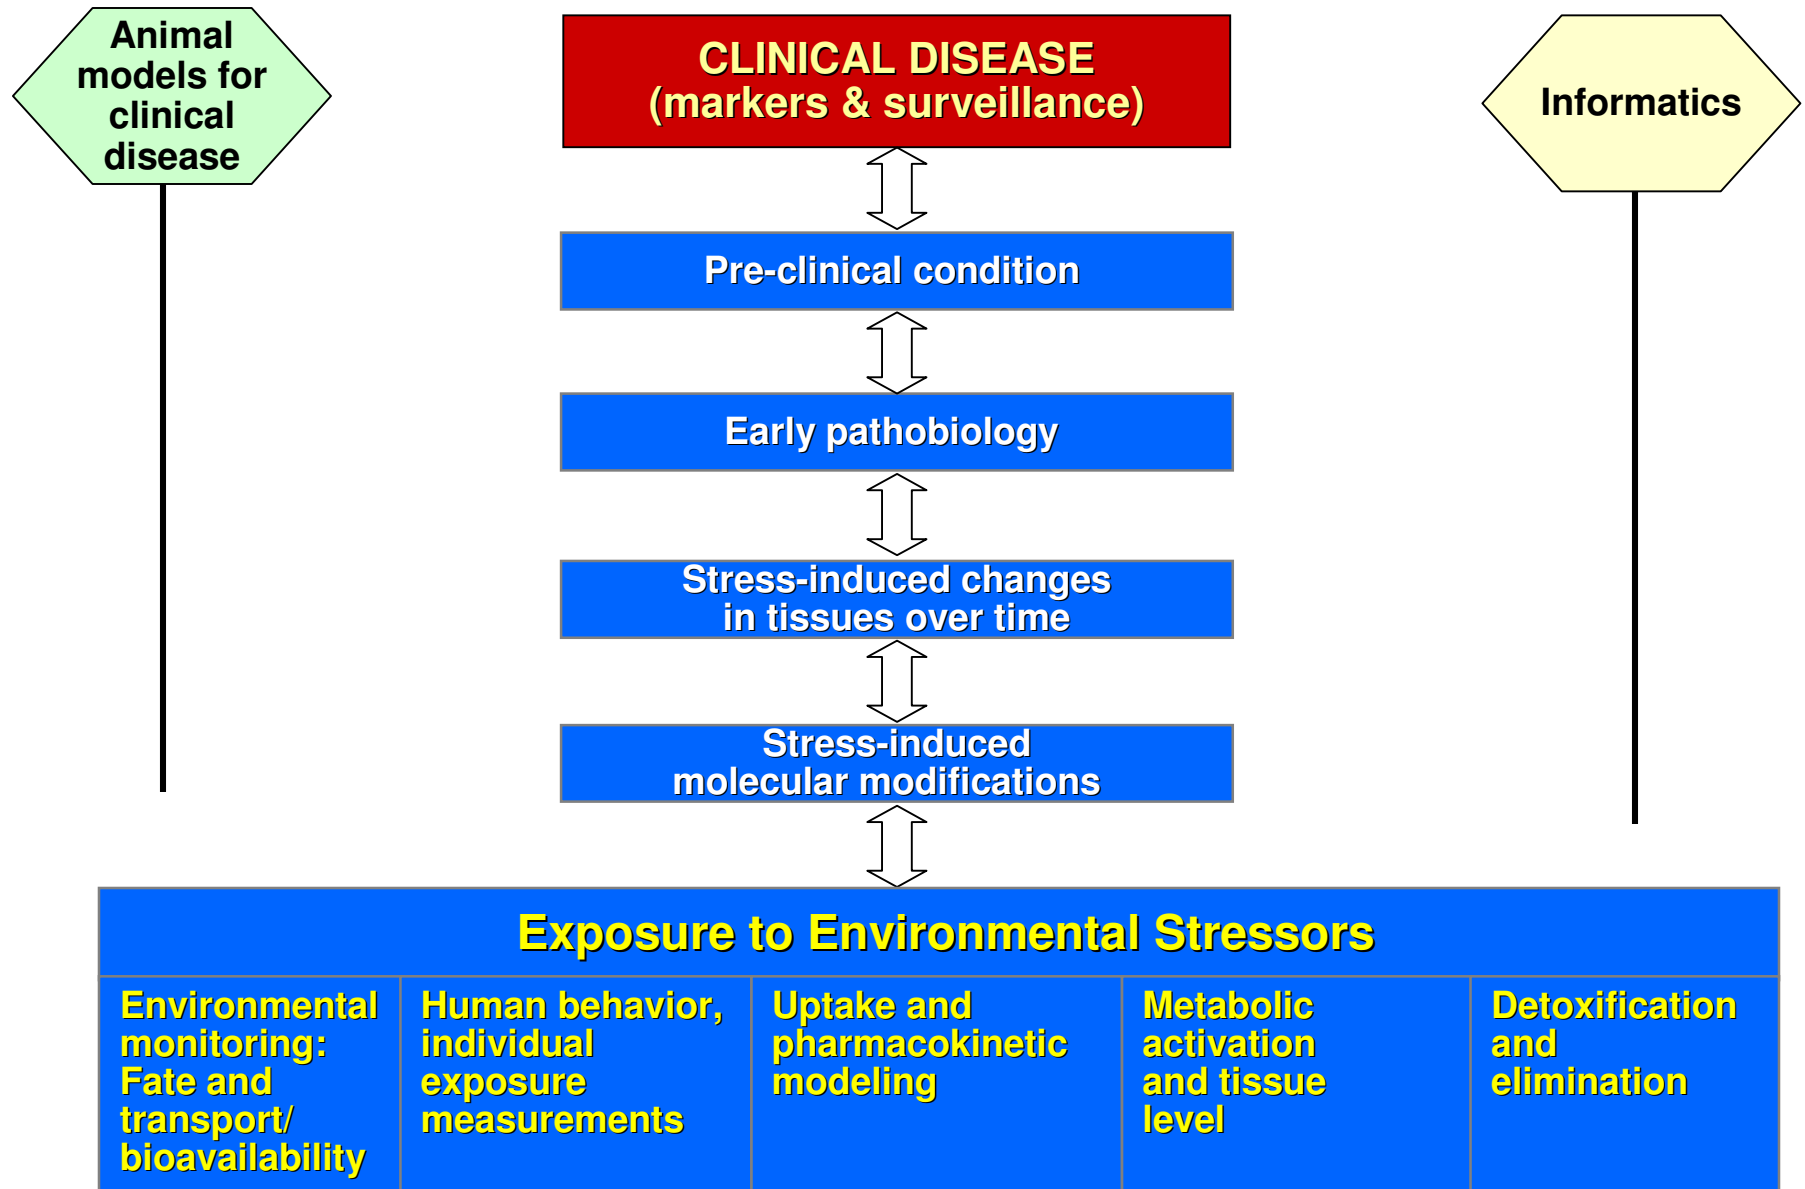 Animal
models for
clinical
disease
CLINICAL DISEASE
(markers & surveillance)
Informatics
Pre-clinical condition
Early pathobiology
Stress-induced changes
in tissues over time
Stress-induced
molecular modifications
Exposure to Environmental Stressors
Environmental
monitoring:
Fate and
transport/
bioavailability
Human behavior,
individual
exposure
measurements
Uptake and
pharmacokinetic
modeling
Metabolic
activation
and tissue
level
Detoxification
and
elimination